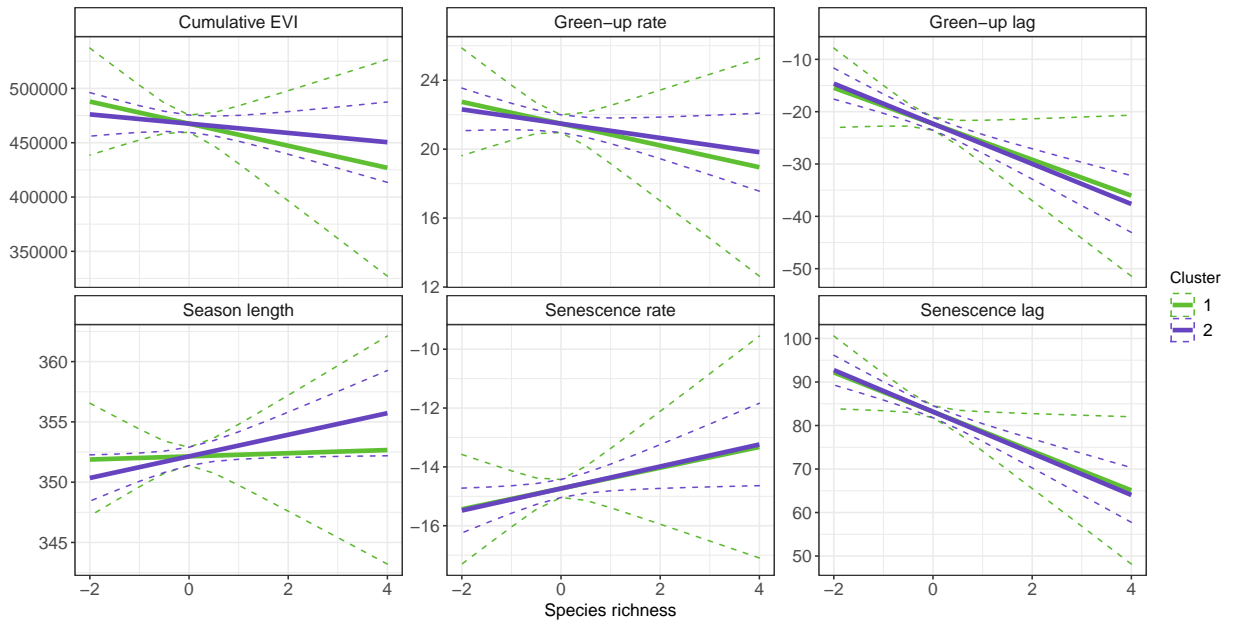 Cumulative EVI
Green−up rate
Green−up lag
500000
450000
400000
350000
24
20
16
12
−10
−20
−30
−40
−50
Season length
Senescence rate
Senescence lag
360
355
350
345
−10
−12
−14
−16
100
90
80
70
60
50
−2 0 2 4
−2 0 2 4
−2 0 2 4
Species richness
Cluster
1
2